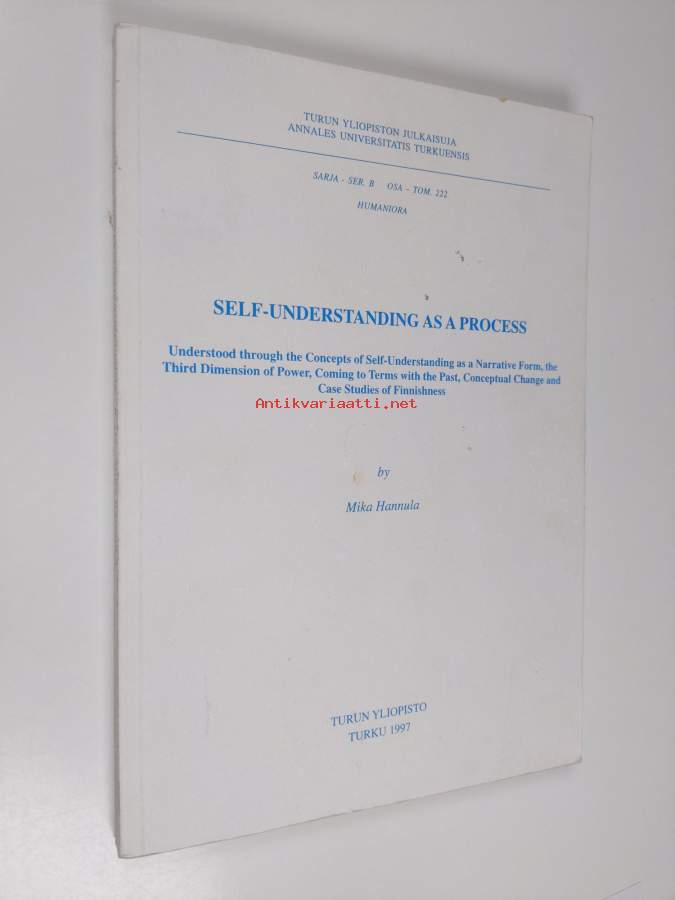 TURUN YLIOPISTON JULKAISUJA
ANNALES UNIVERSITATIS TURKUENSIS
SARJA - SER. B OSA - TOM. 222
HUMANIORA
SELF-UNDERSTANDING AS A PROCESS
Understood through the Concepts of Self-Understanding as a Narrative Form, the
Third Dimension of Power, Coming to Terms with the Past, Conceptual Change and
Case Studies of Finnishness
Antikvariaatti.net
by
Mika Hannula
TURUN YLIOPISTO
TURKU 1997